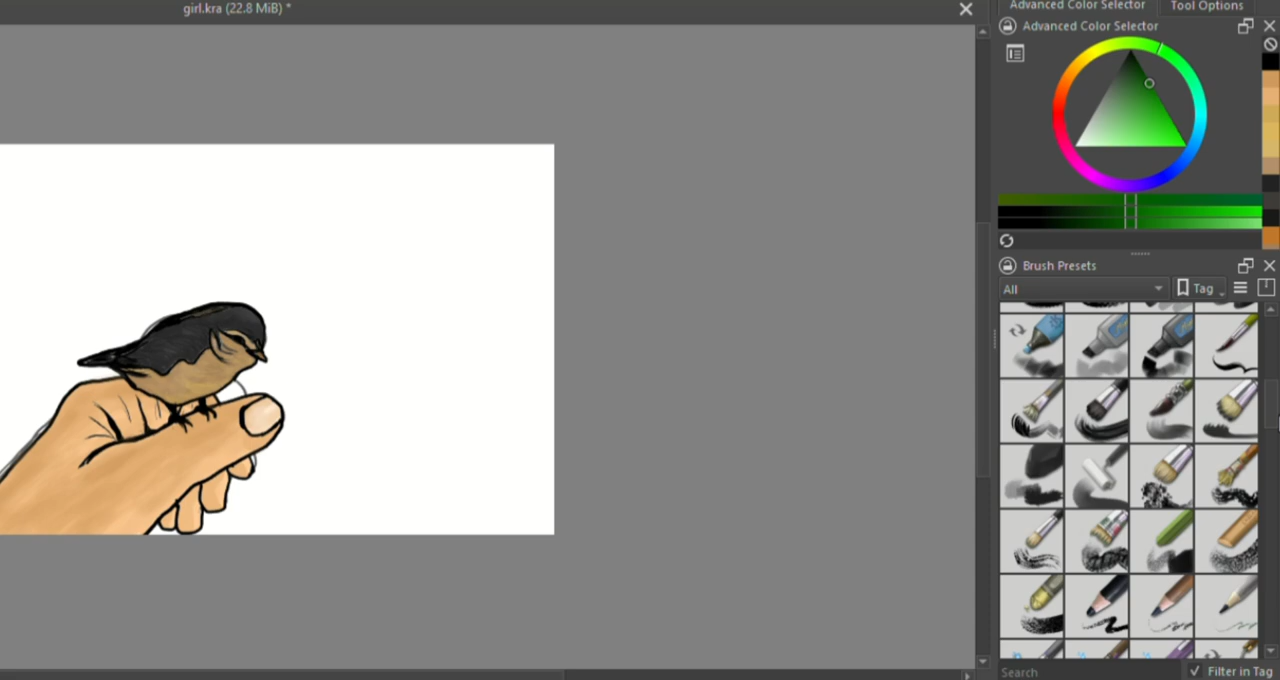 girl.kra (22.8 MiB) *
Advanced Color Selector
Tool Options
Advanced Color Selector
Brush Presets
All
Tag
Search
Filter in Tag